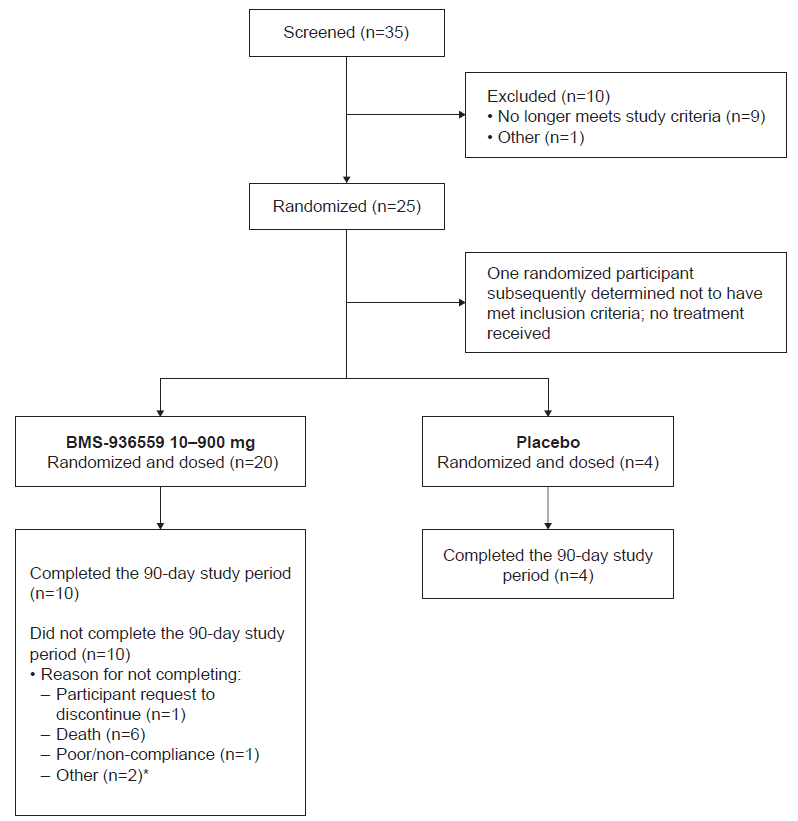 Screened (n=35)
Excluded (n=10)
• No longer meets study criteria (n=9)
• Other (n=1)
Randomized (n=25)
One randomized participant
subsequently determined not to have
met inclusion criteria; no treatment
received
BMS-936559 10–900 mg
Randomized and dosed (n=20)
Placebo
Randomized and dosed (n=4)
Completed the 90-day study period
(n=10)
Did not complete the 90-day study
period (n=10)
• Reason for not completing:
– Participant request to
discontinue (n=1)
– Death (n=6)
– Poor/non-compliance (n=1)
– Other (n=2)*
Completed the 90-day study
period (n=4)